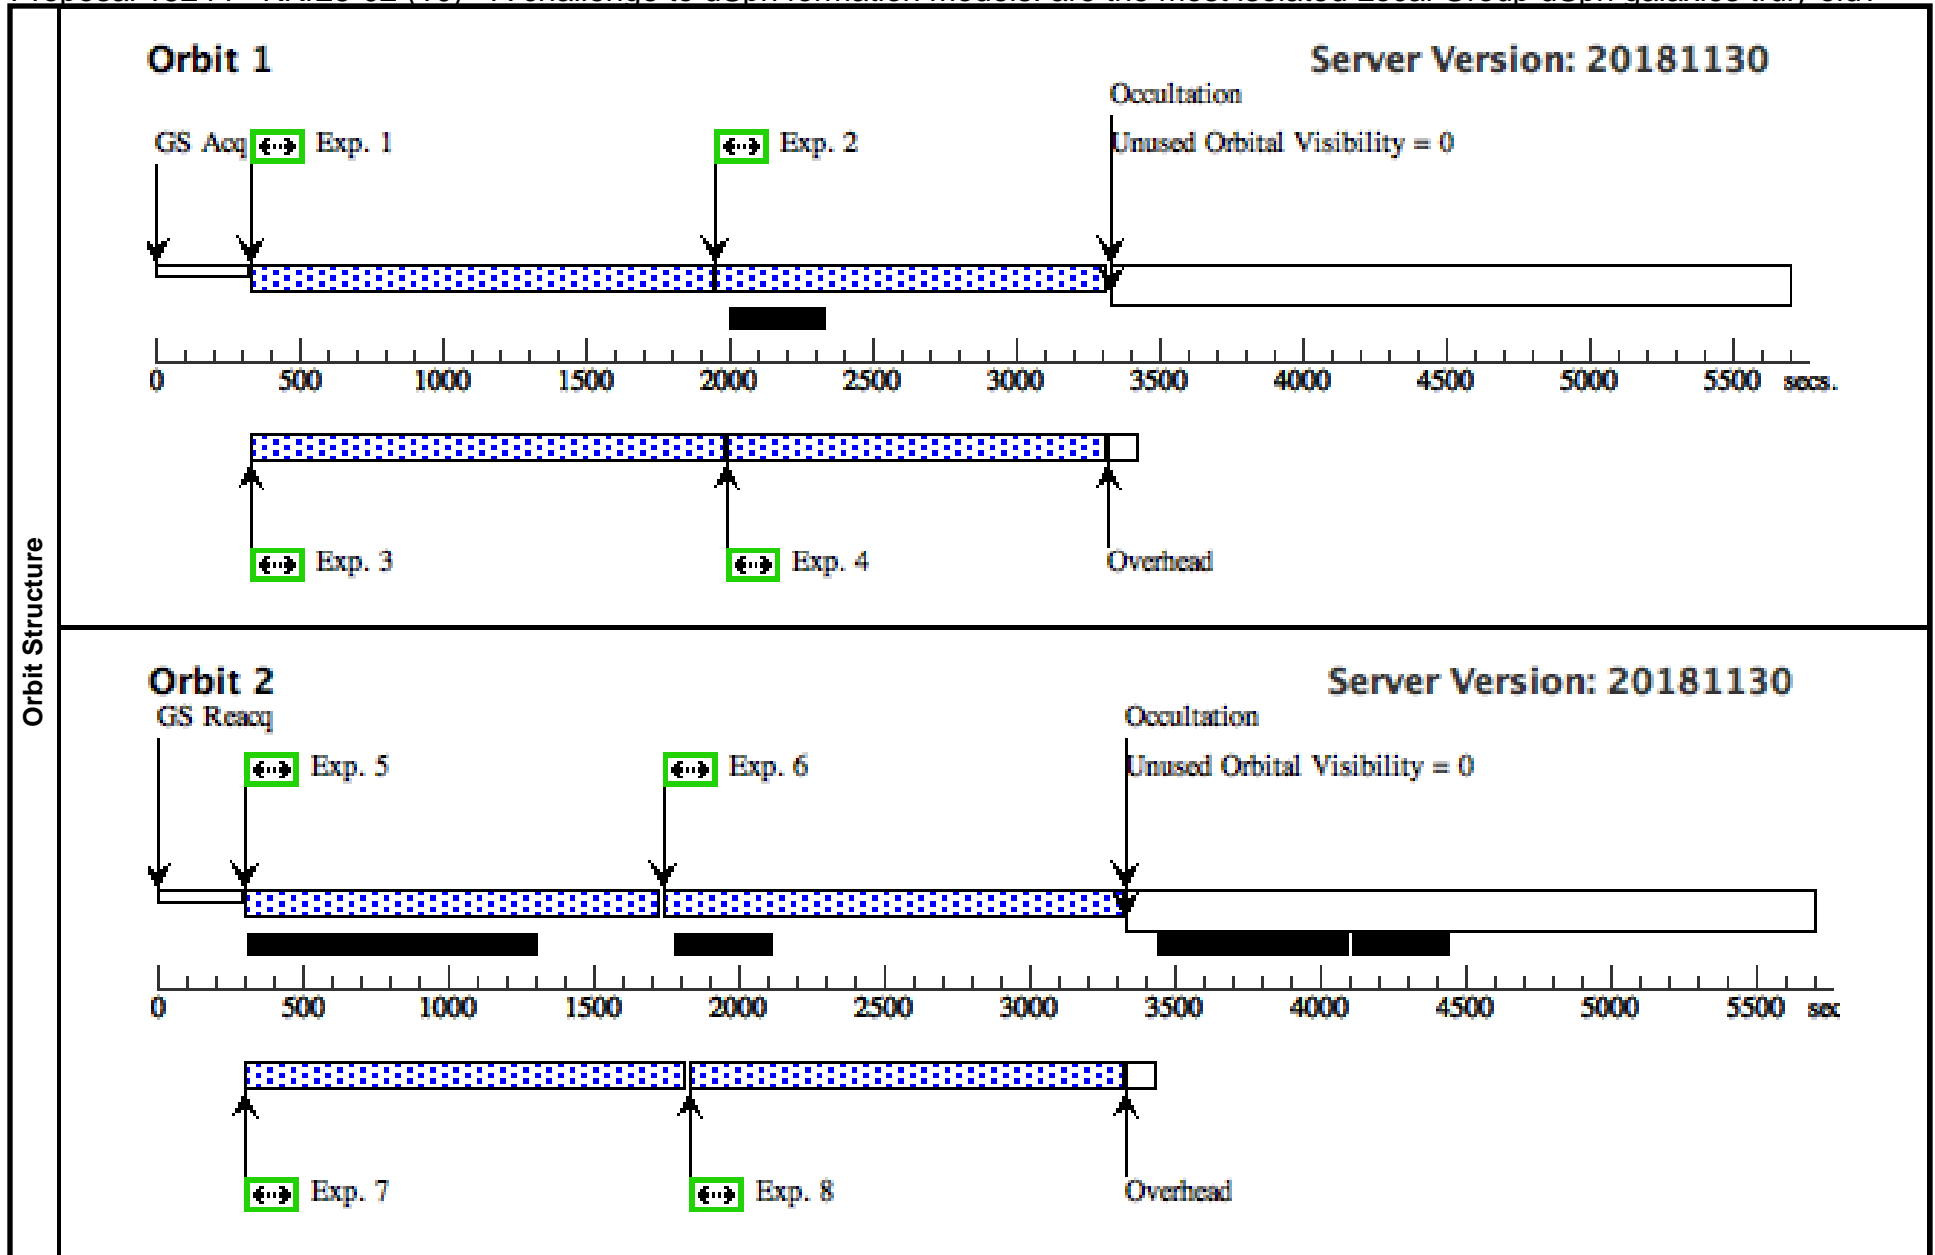 Orbit 1
Server Version: 20181130
Occultation
GS Acq Exp. 1 Exp. 2 Unused Orbital Visibility = 0
0 500 1000 1500 2000 2500 3000 3500 4000 4500 5000 5500 secs.
Exp. 3 Exp. 4 Overhead
Orbit Structure
Orbit 2
Server Version: 20181130
GS Reacq Occultation
Exp. 5 Exp. 6 Unused Orbital Visibility = 0
0 500 1000 1500 2000 2500 3000 3500 4000 4500 5000 5500 sec
Exp. 7 Exp. 8 Overhead